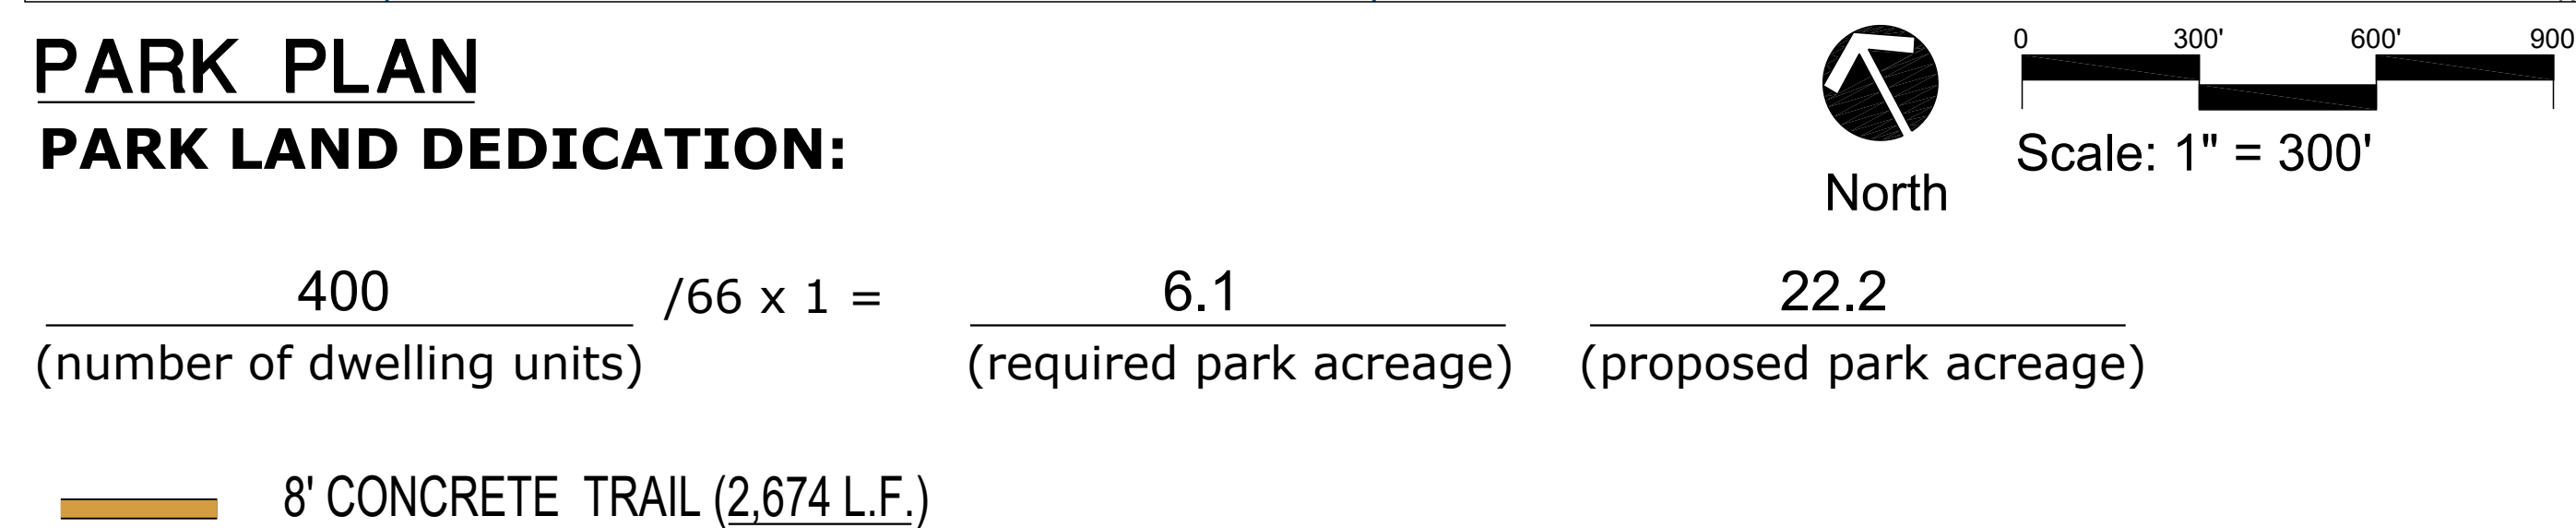 PARK PLAN
PARK LAND DEDICATION:
North
0 300' 600' 900
Scale: 1" = 300'
400 /66 x 1 = 6.1 22.2
(number of dwelling units) (required park acreage) (proposed park acreage)
8' CONCRETE TRAIL (2,674 L.F.)